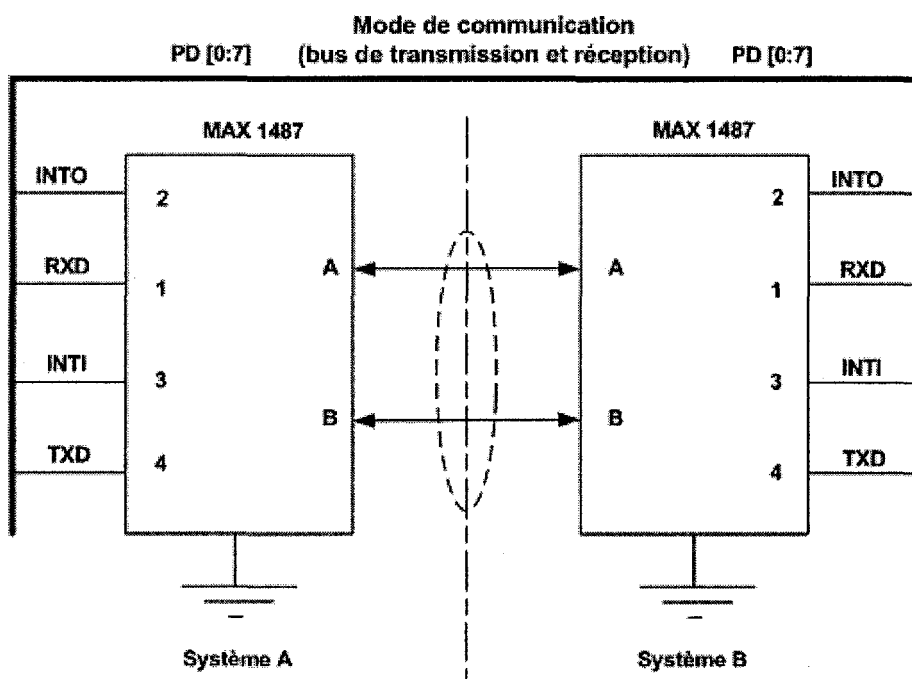 Mode de communication
PD [0:7] (bus de transmission et réception) PD [0:7]
MAX 1487 MAX 1487
INTO 2 2 INTO
RXD 1 A A 1 RXD
INTI 3 3 INTI
TXD 4 B B 4 TXD
Système A Système B